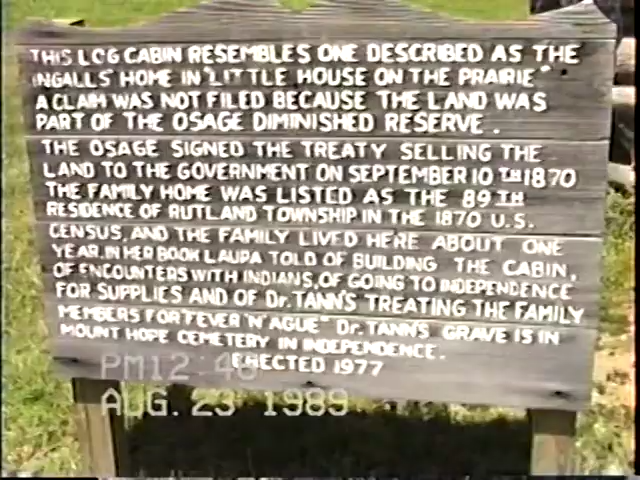 THIS LOG CABIN RESEMBLES ONE DESCRIBED AS THE
INGALLS' HOME IN "LITTLE HOUSE ON THE PRAIRIE"
A CLAIM WAS NOT FILED BECAUSE THE LAND WAS
PART OF THE OSAGE DIMINISHED RESERVE.
THE OSAGE SIGNED THE TREATY SELLING THE
LAND TO THE GOVERNMENT ON SEPTEMBER 10TH 1870
THE FAMILY HOME WAS LISTED AS THE 89TH
RESIDENCE OF RUTLAND TOWNSHIP IN THE 1870 U.S.
CENSUS, AND THE FAMILY LIVED HERE ABOUT ONE
YEAR. IN HER BOOK LAURA TOLD OF BUILDING THE CABIN,
OF ENCOUNTERS WITH INDIANS, OF GOING TO INDEPENDENCE
FOR SUPPLIES AND OF Dr. TANN'S TREATING THE FAMILY
MEMBERS FOR "FEVER 'N' AGUE" Dr. TANN'S GRAVE IS IN
MOUNT HOPE CEMETERY IN INDEPENDENCE.
ERECTED 1977
PM12:46
AUG. 23 1989